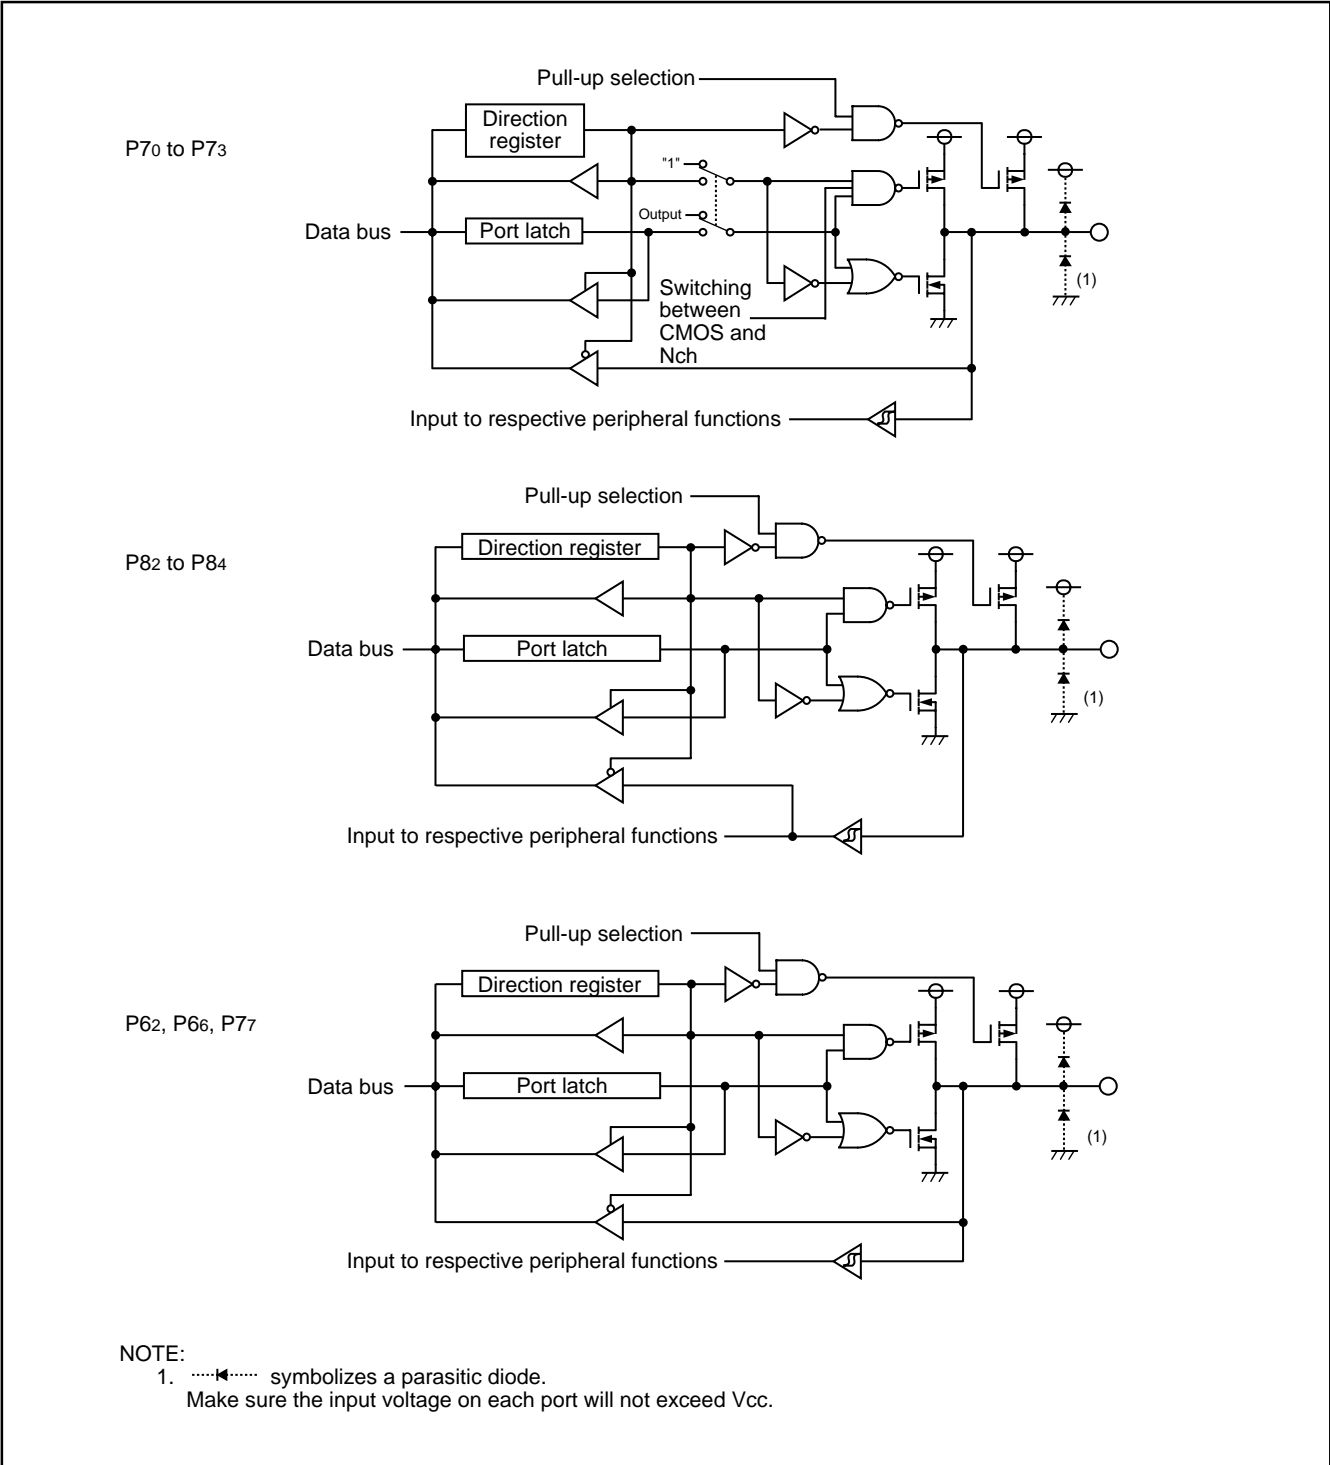 Pull-up selection
Direction
register
P70 to P73
"1"
Output
Data bus
Port latch
(1)
Switching
between
CMOS and
Nch
Input to respective peripheral functions
Pull-up selection
Direction register
P82 to P84
Data bus
Port latch
(1)
Input to respective peripheral functions
Pull-up selection
Direction register
P62, P66, P77
Data bus
Port latch
(1)
Input to respective peripheral functions
NOTE:
1. symbolizes a parasitic diode.
Make sure the input voltage on each port will not exceed Vcc.